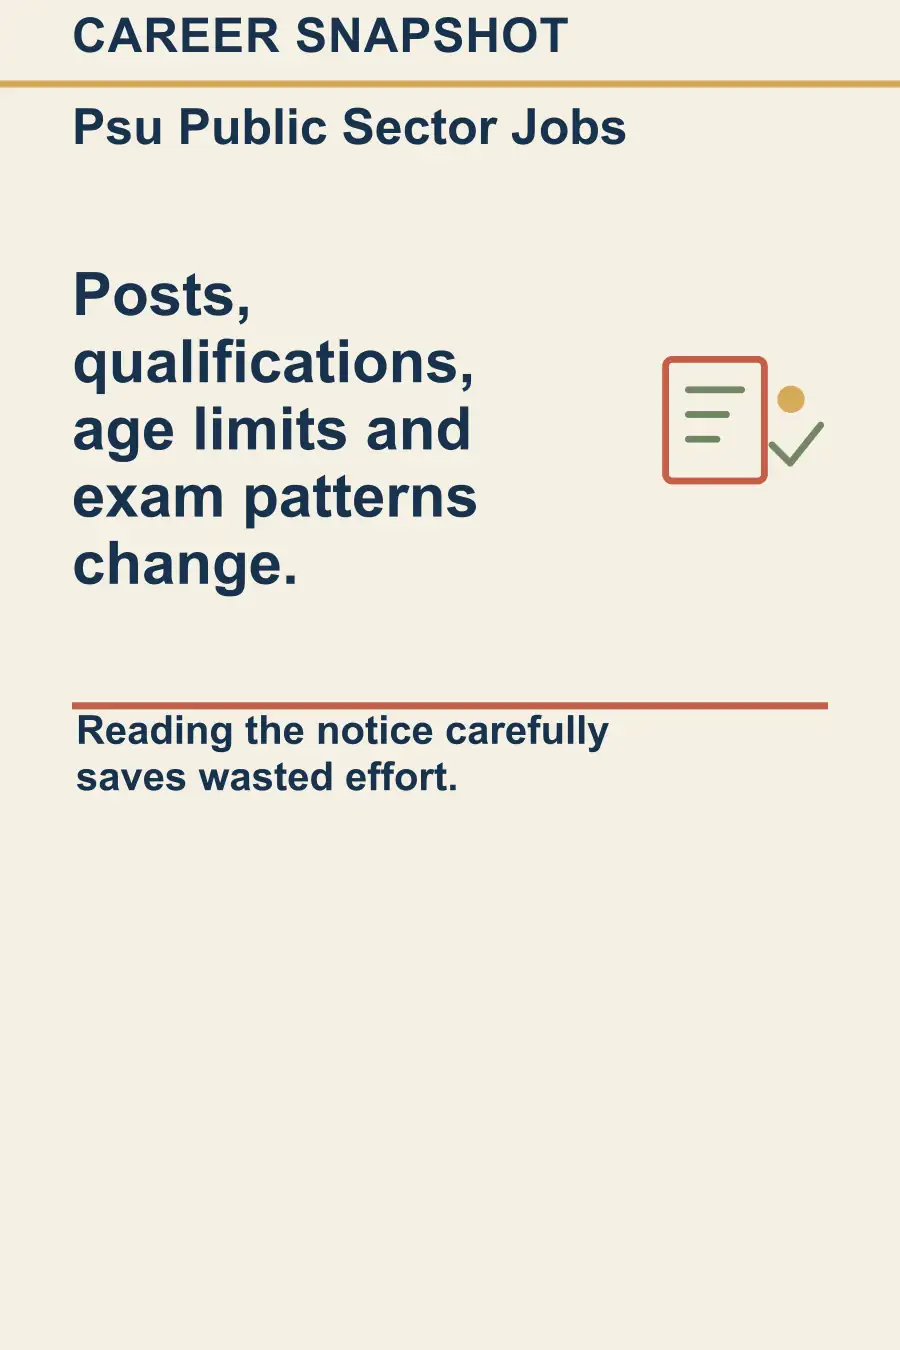 CAREER SNAPSHOT
Psu Public Sector Jobs
Posts,
qualifications,
age limits and
exam patterns
change.
Reading the notice carefully
saves wasted effort.